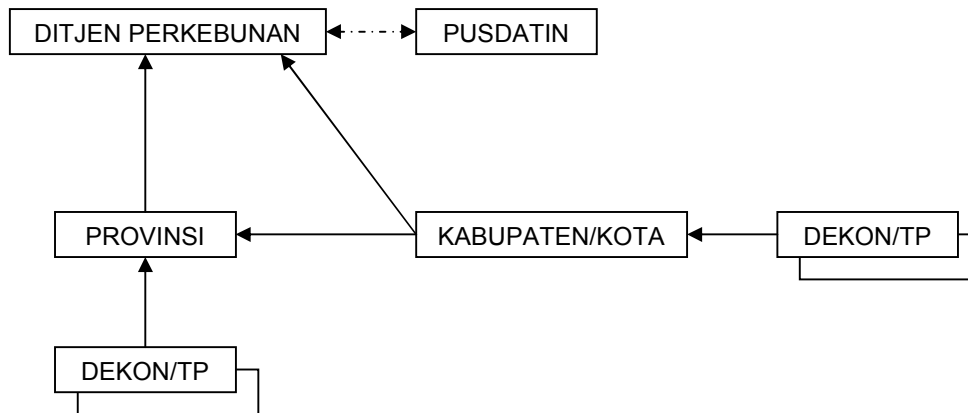 DITJEN PERKEBUNAN
PUSDATIN
PROVINSI
KABUPATEN/KOTA
DEKON/TP
DEKON/TP